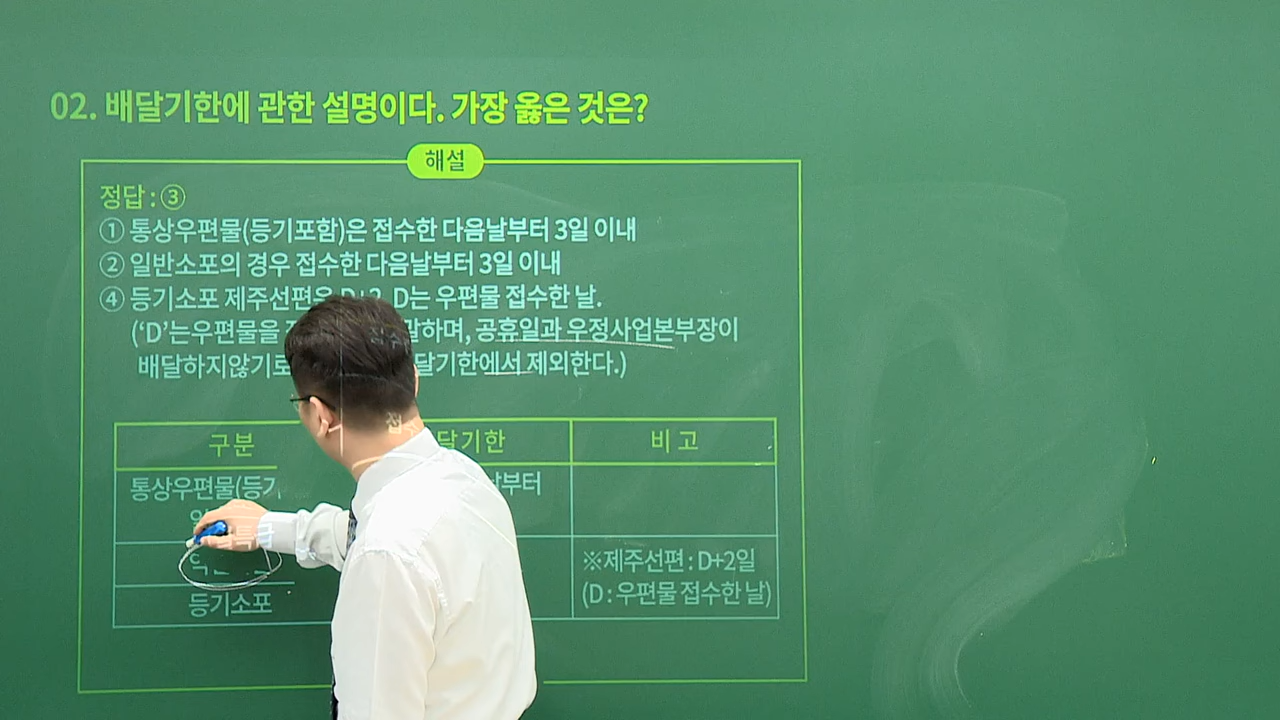 02. 배달기한에 관한 설명이다. 가장 옳은 것은?
해설
정답 : ③
① 통상우편물(등기포함)은 접수한 다음날부터 3일 이내
② 일반소포의 경우 접수한 다음날부터 3일 이내
④ 등기소포 제주선편은 D+2, D는 우편물 접수한 날.
('D'는우편물을 말하며, 공휴일과 우정사업본부장이
배달하지않기로 달기한에서 제외한다.)
구분 달기한 비고
통상우편물(등기 날부터
※제주선편 : D+2일
등기소포 (D : 우편물 접수한 날)